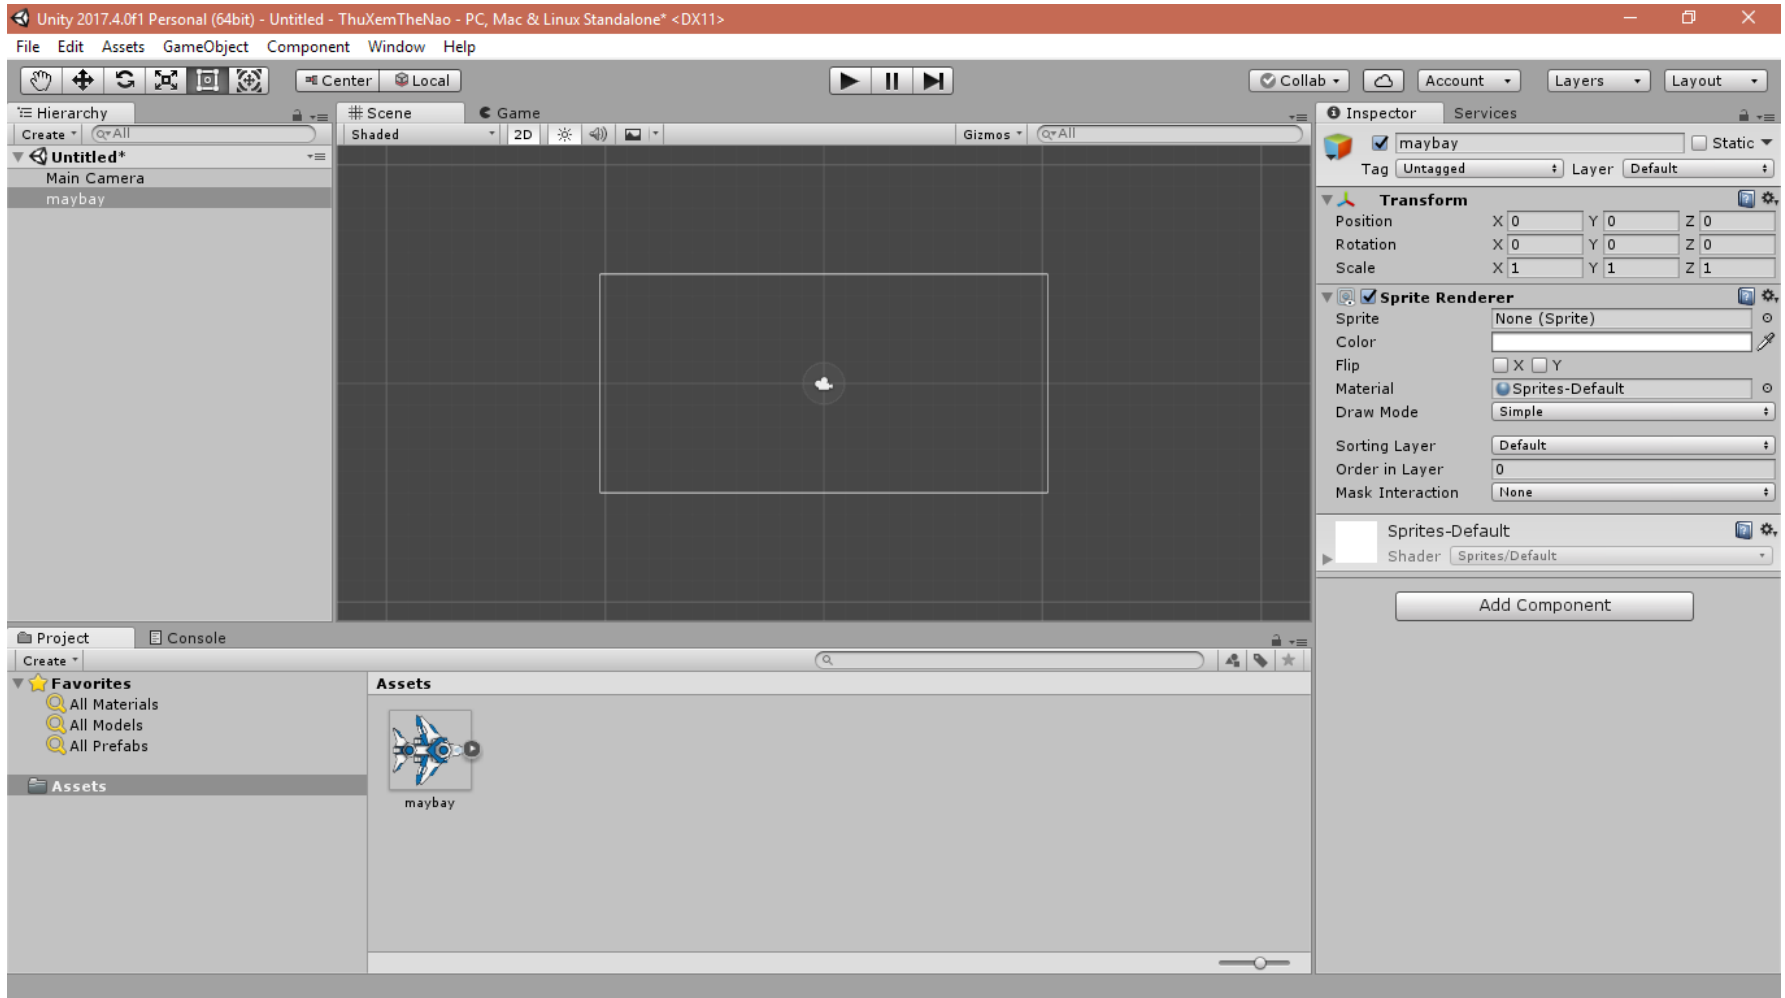 Unity 2017.4.0f1 Personal (64bit) - Untitled - ThuXemTheNao - PC, Mac & Linux Standalone* <DX11>
File Edit Assets GameObject Component Window Help
Center Local Collab Account Layers Layout
Hierarchy
Create All
Untitled*
Main Camera
maybay
Scene Game
Shaded 2D Gizmos All
Inspector Services
maybay Static
Tag Untagged Layer Default
Transform
Position X 0 Y 0 Z 0
Rotation X 0 Y 0 Z 0
Scale X 1 Y 1 Z 1
Sprite Renderer
Sprite None (Sprite)
Color
Flip X Y
Material Sprites-Default
Draw Mode Simple
Sorting Layer Default
Order in Layer 0
Mask Interaction None
Sprites-Default
Shader Sprites/Default
Add Component
Project Console
Create
Favorites
All Materials
All Models
All Prefabs
Assets
Assets
maybay